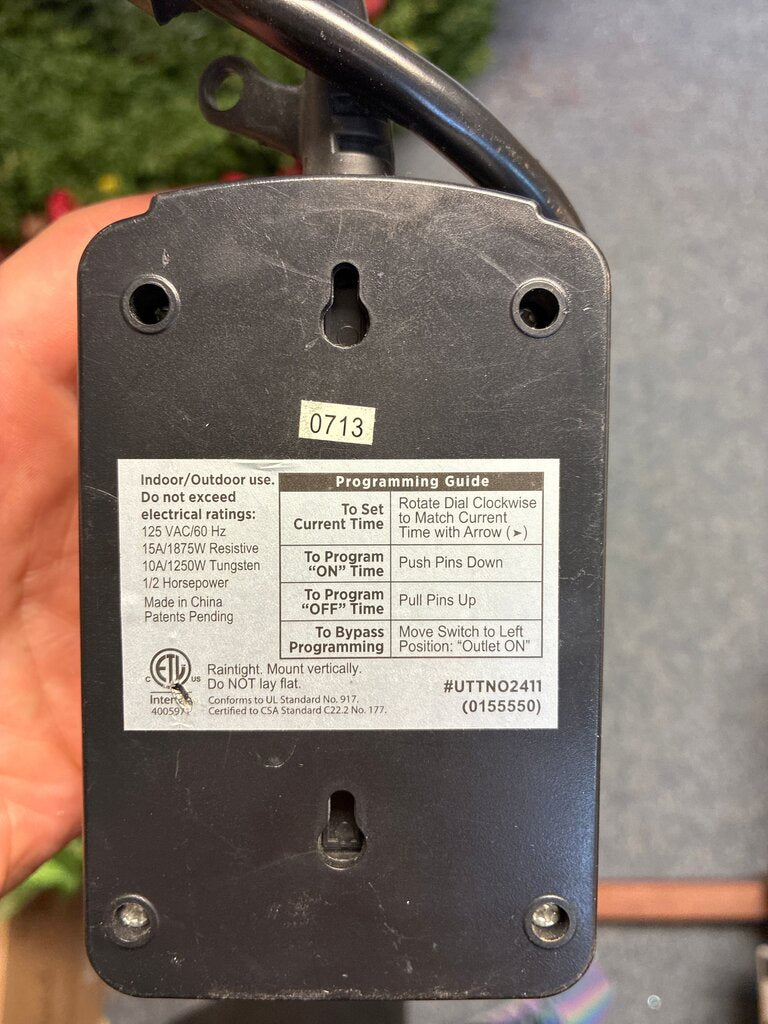 0713
Indoor/Outdoor use.
Do not exceed
electrical ratings:
125 VAC/60 Hz
15A/1875W Resistive
10A/1250W Tungsten
1/2 Horsepower
Made in China
Patents Pending
Programming Guide
To Set
Current Time
Rotate Dial Clockwise
to Match Current
Time with Arrow (➤)
To Program
“ON” Time
Push Pins Down
To Program
“OFF” Time
Pull Pins Up
To Bypass
Programming
Move Switch to Left
Position: “Outlet ON”
C ETL US
Raintight. Mount vertically.
Do NOT lay flat.
Conforms to UL Standard No. 917.
Certified to CSA Standard C22.2 No. 177.
#UTTNO2411
(0155550)